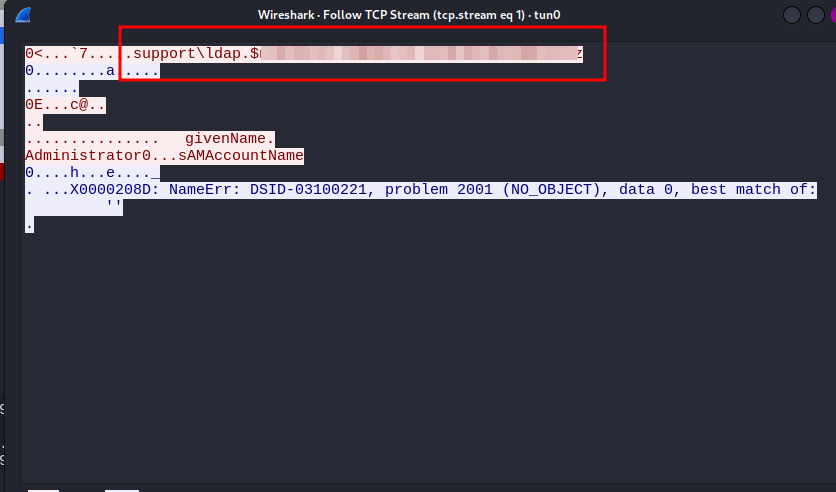 Wireshark · Follow TCP Stream (tcp.stream eq 1) · tun0
0<...`7.....support\ldap.$
0........a......
......
0E...c@..
..
............... givenName.
Administrator0...sAMAccountName
0....h...e...._
. ...X0000208D: NameErr: DSID-03100221, problem 2001 (NO_OBJECT), data 0, best match of:
''
.